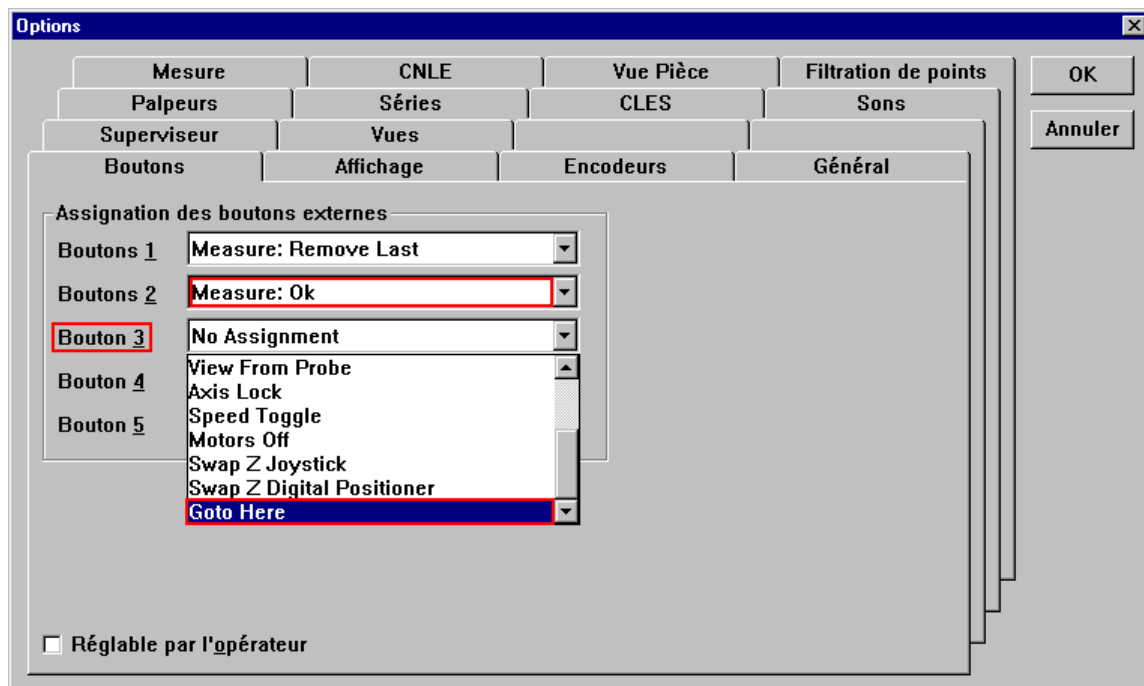 Options
Mesure CNLE Vue Pièce Filtration de points
OK
Palpeurs Séries CLES Sons
Annuler
Superviseur Vues
Boutons Affichage Encodeurs Général
Assignation des boutons externes
Boutons 1 Measure: Remove Last
Boutons 2 Measure: Ok
Bouton 3 No Assignment
View From Probe
Bouton 4
Axis Lock
Speed Toggle
Bouton 5
Motors Off
Swap Z Joystick
Swap Z Digital Positioner
Goto Here
Réglable par l'opérateur